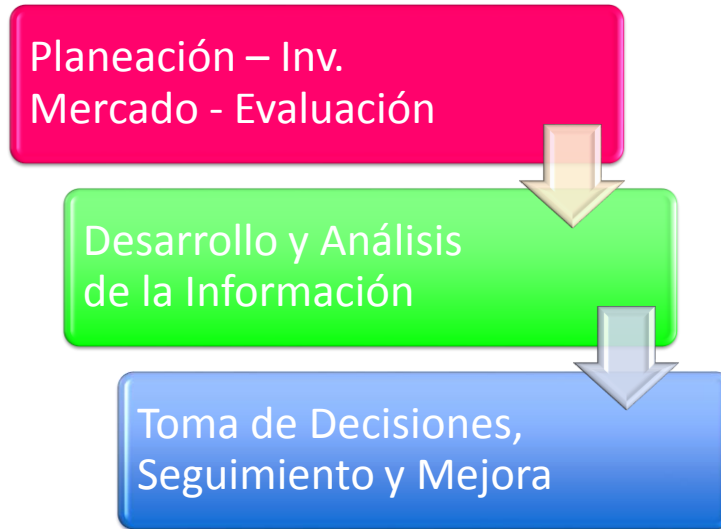 Planeación – Inv.
Mercado - Evaluación
Desarrollo y Análisis
de la Información
Toma de Decisiones,
Seguimiento y Mejora